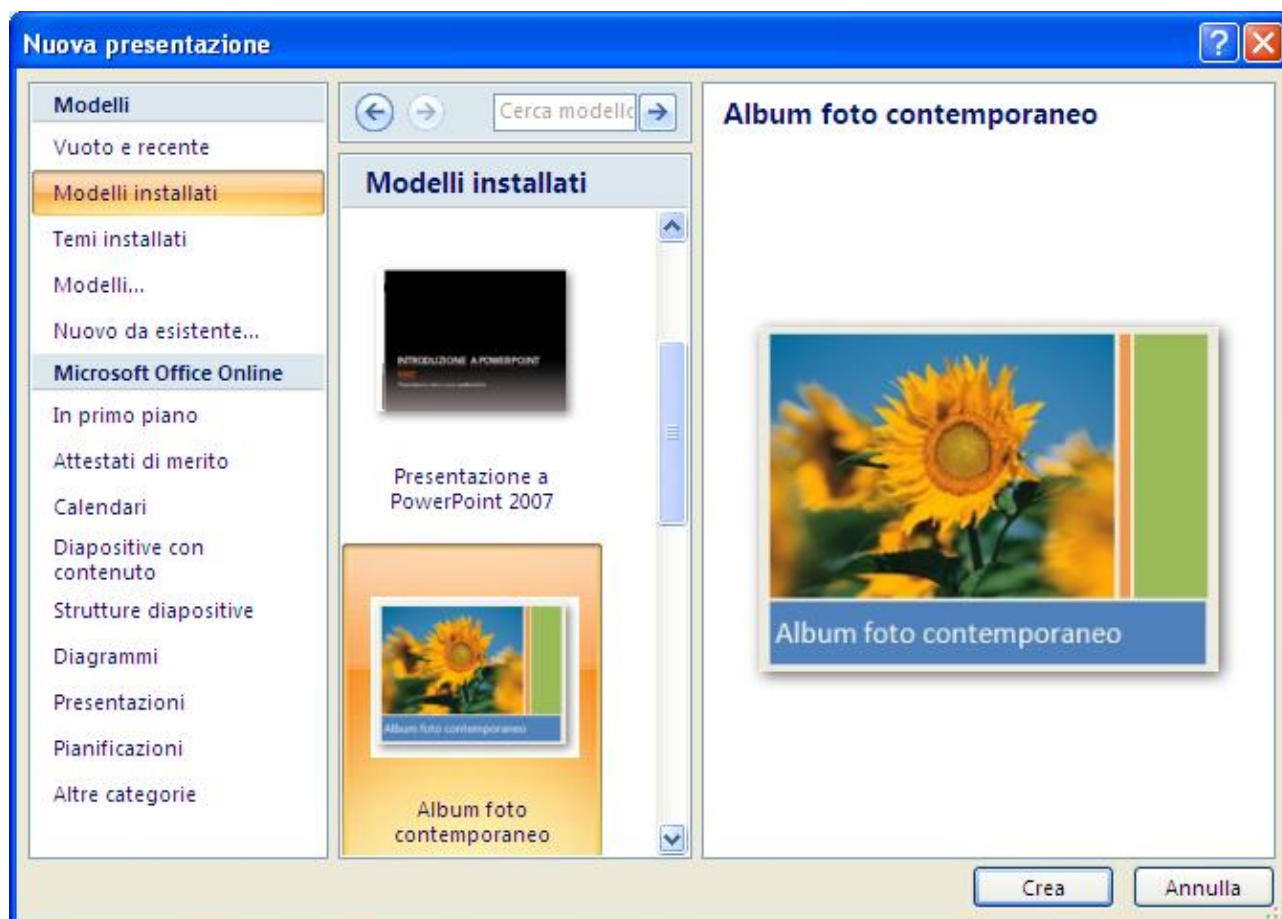 Nuova presentazione
Modelli
Vuoto e recente
Modelli installati
Temi installati
Modelli...
Nuovo da esistente...
Microsoft Office Online
In primo piano
Attestati di merito
Calendari
Diapositive con
contenuto
Strutture diapositive
Diagrammi
Presentazioni
Pianificazioni
Altre categorie
Cerca modello
Modelli installati
INTRODUZIONE A POWERPOINT
Presentazione a
PowerPoint 2007
Album foto contemporaneo
Album foto
contemporaneo
Album foto contemporaneo
Album foto contemporaneo
Crea
Annulla